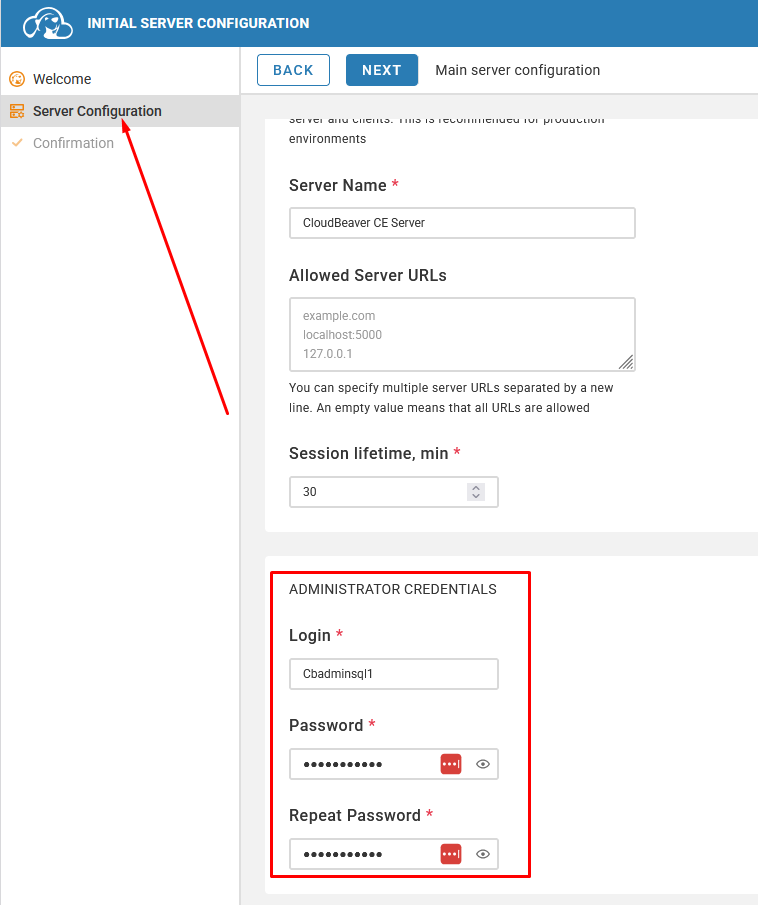 INITIAL SERVER CONFIGURATION
Welcome
Server Configuration
Confirmation
BACK
NEXT
Main server configuration
server and clients. This is recommended for production
environments
Server Name *
CloudBeaver CE Server
Allowed Server URLs
example.com
localhost:5000
127.0.0.1
You can specify multiple server URLs separated by a new
line. An empty value means that all URLs are allowed
Session lifetime, min *
30
ADMINISTRATOR CREDENTIALS
Login *
Cbadminsql1
Password *
•••••••••••
Repeat Password *
•••••••••••